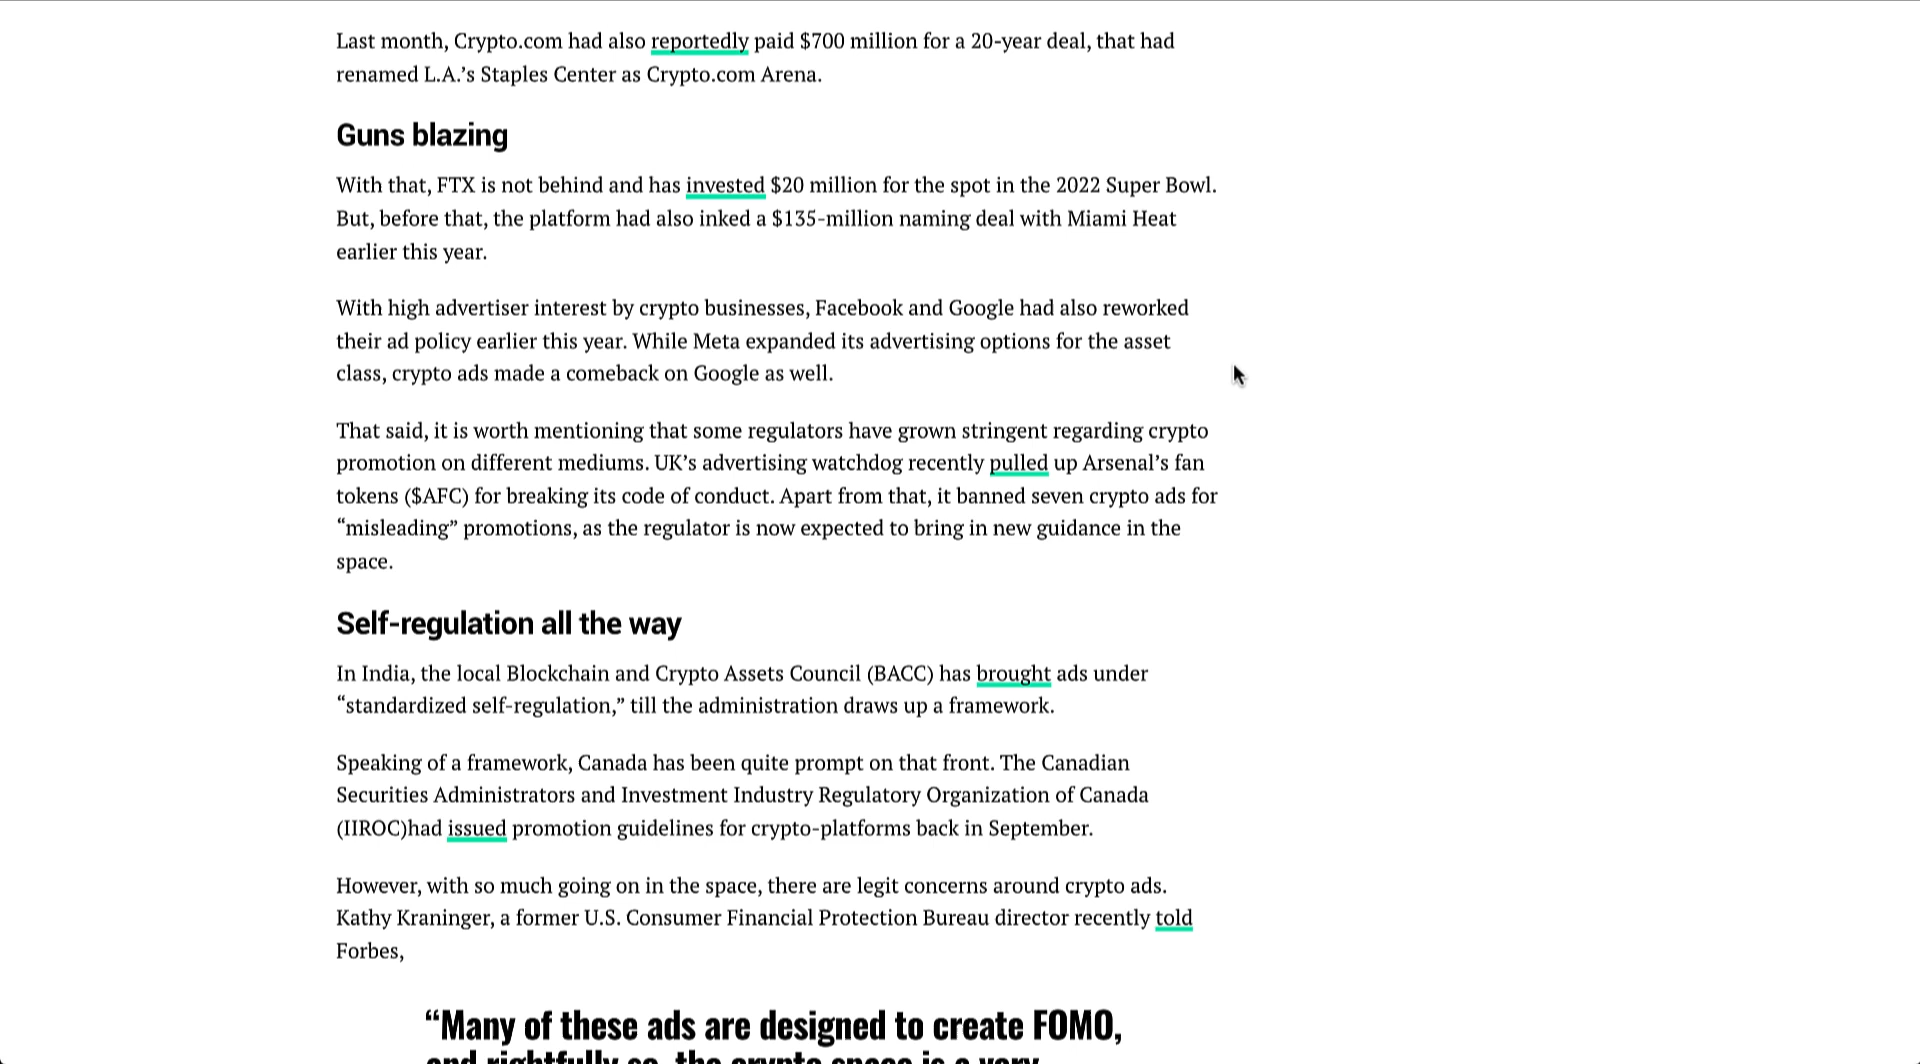 Last month, Crypto.com had also reportedly paid $700 million for a 20-year deal, that had
renamed L.A.’s Staples Center as Crypto.com Arena.
Guns blazing
With that, FTX is not behind and has invested $20 million for the spot in the 2022 Super Bowl.
But, before that, the platform had also inked a $135-million naming deal with Miami Heat
earlier this year.
With high advertiser interest by crypto businesses, Facebook and Google had also reworked
their ad policy earlier this year. While Meta expanded its advertising options for the asset
class, crypto ads made a comeback on Google as well.
That said, it is worth mentioning that some regulators have grown stringent regarding crypto
promotion on different mediums. UK’s advertising watchdog recently pulled up Arsenal’s fan
tokens ($AFC) for breaking its code of conduct. Apart from that, it banned seven crypto ads for
“misleading” promotions, as the regulator is now expected to bring in new guidance in the
space.
Self-regulation all the way
In India, the local Blockchain and Crypto Assets Council (BACC) has brought ads under
“standardized self-regulation,” till the administration draws up a framework.
Speaking of a framework, Canada has been quite prompt on that front. The Canadian
Securities Administrators and Investment Industry Regulatory Organization of Canada
(IIROC)had issued promotion guidelines for crypto-platforms back in September.
However, with so much going on in the space, there are legit concerns around crypto ads.
Kathy Kraninger, a former U.S. Consumer Financial Protection Bureau director recently told
Forbes,
“Many of these ads are designed to create FOMO,
and rightfully so, the crypto space is a very